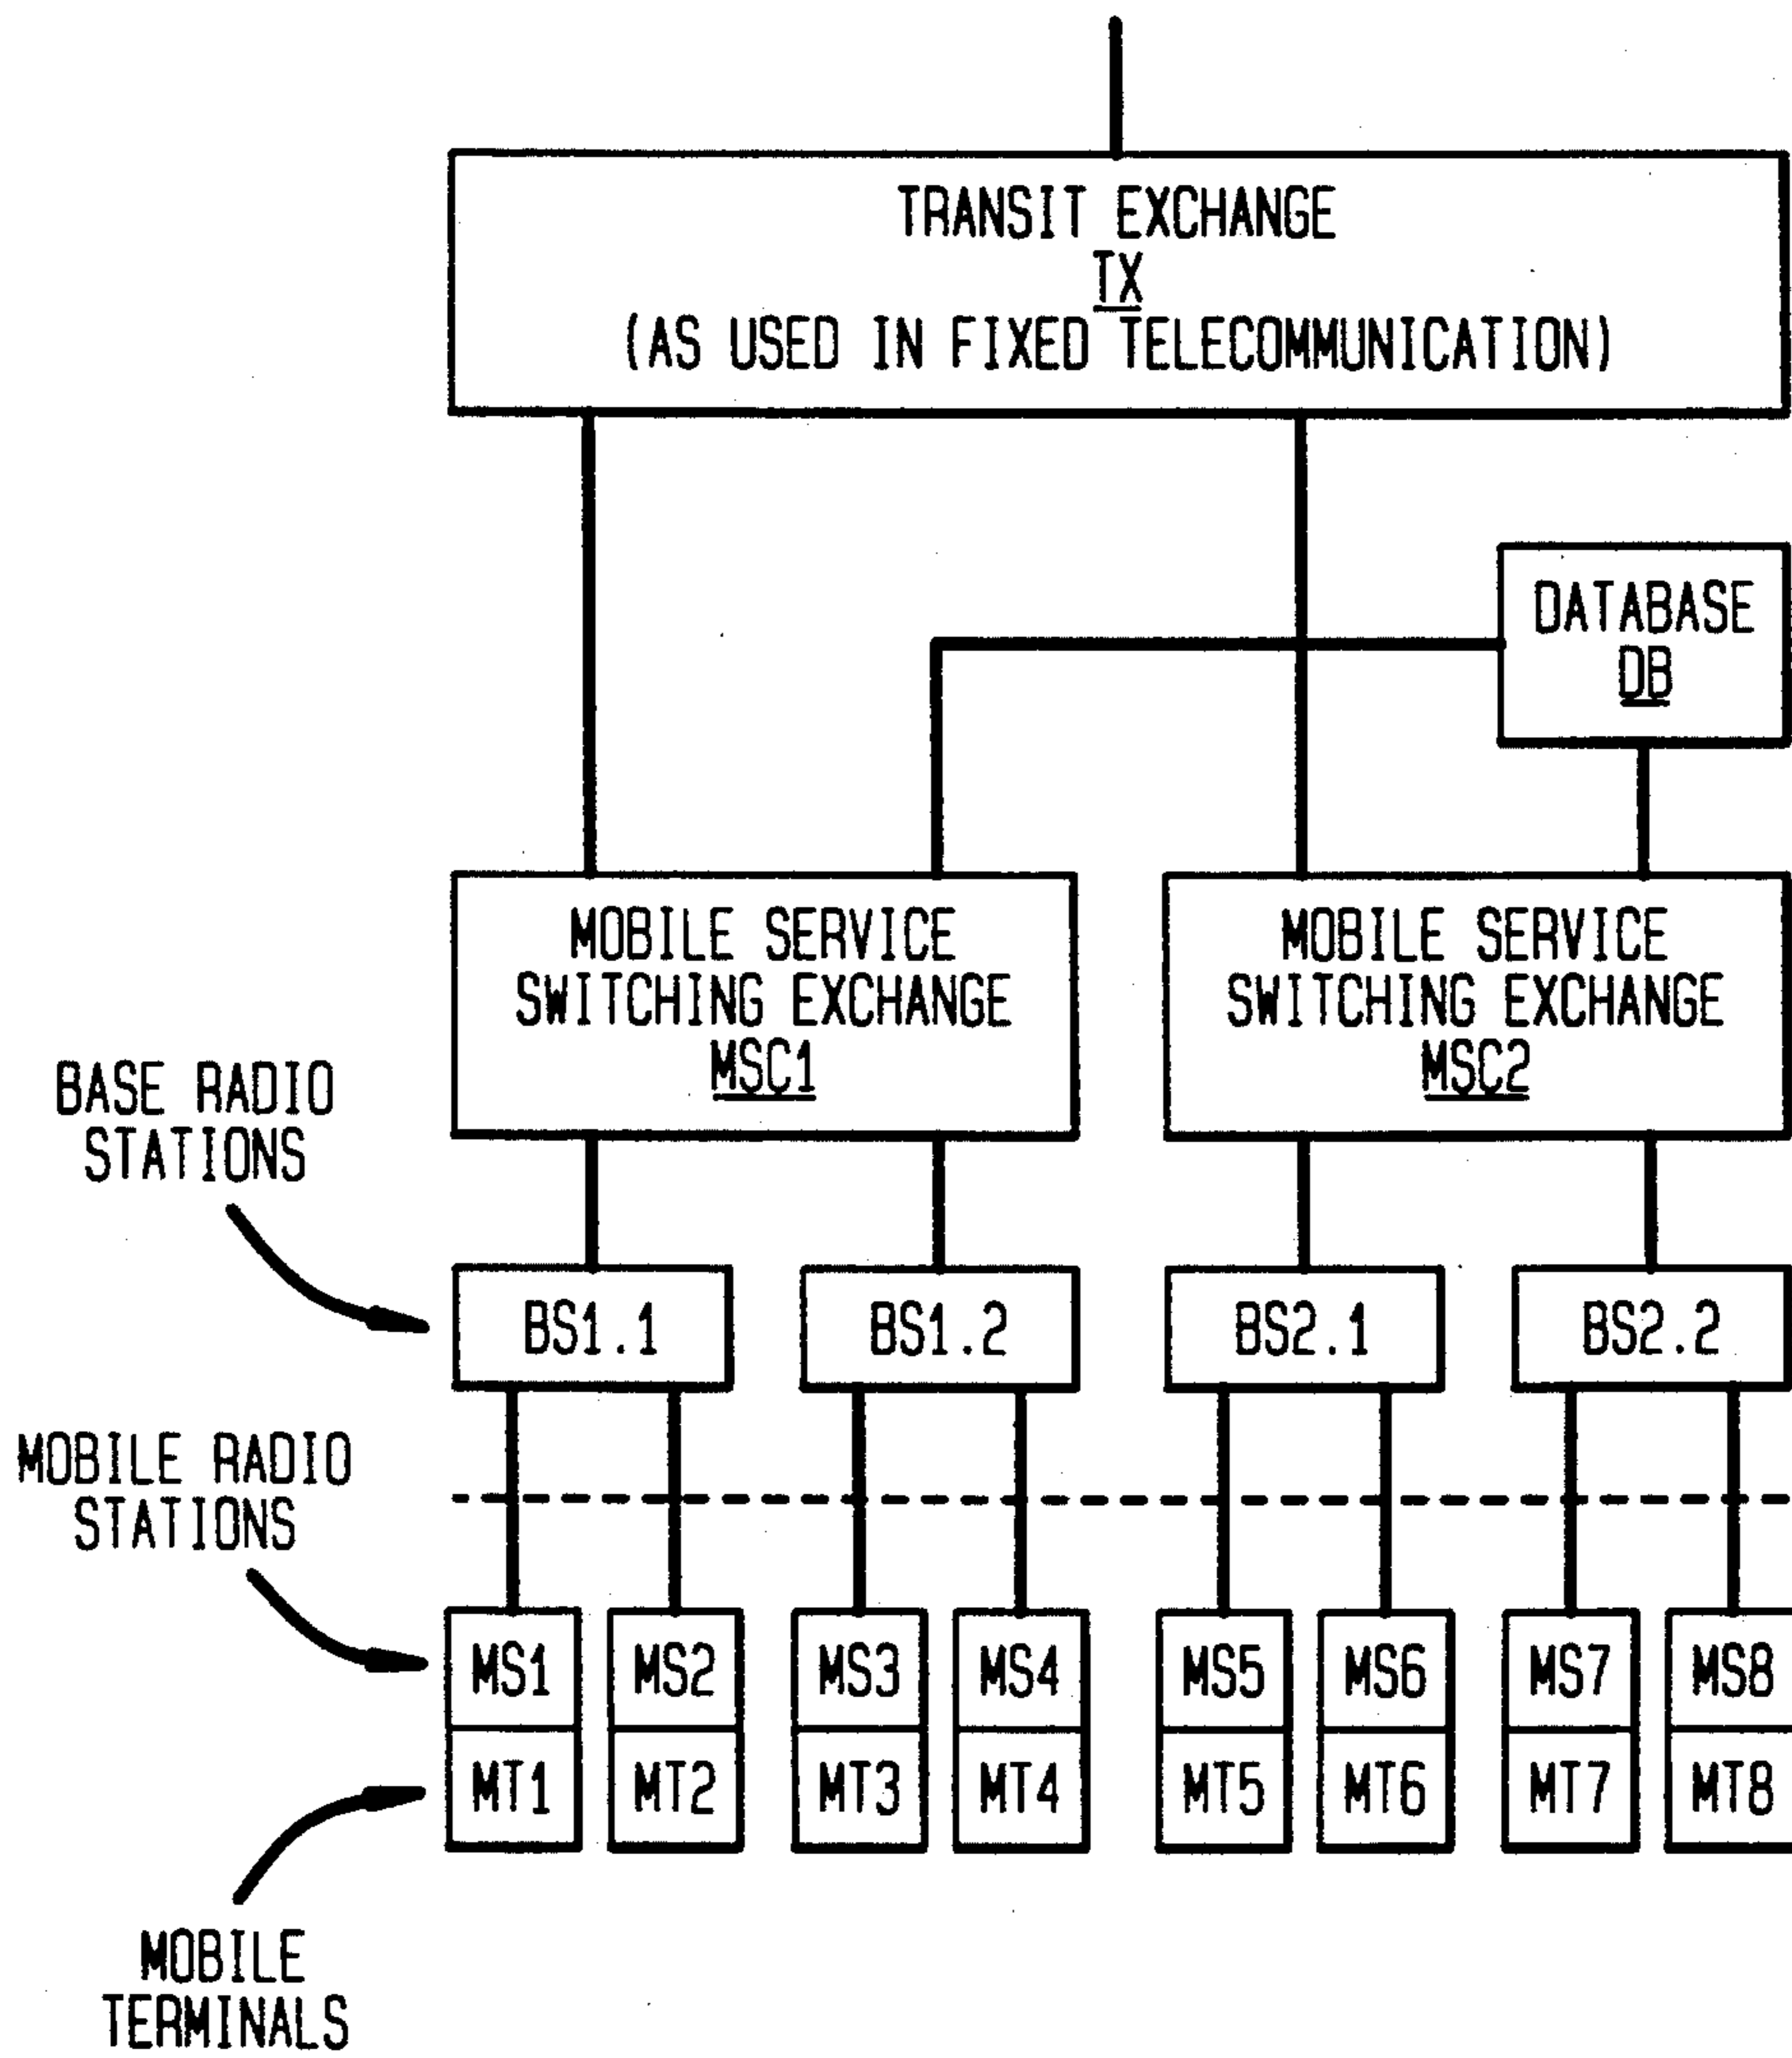 TRANSIT EXCHANGE
TX
(AS USED IN FIXED TELECOMMUNICATION)
DATABASE
DB
MOBILE SERVICE
SWITCHING EXCHANGE
MSC1
MOBILE SERVICE
SWITCHING EXCHANGE
MSC2
BASE RADIO
STATIONS
BS1.1
BS1.2
BS2.1
BS2.2
MOBILE RADIO
STATIONS
MS1
MS2
MS3
MS4
MS5
MS6
MS7
MS8
MT1
MT2
MT3
MT4
MT5
MT6
MT7
MT8
MOBILE
TERMINALS